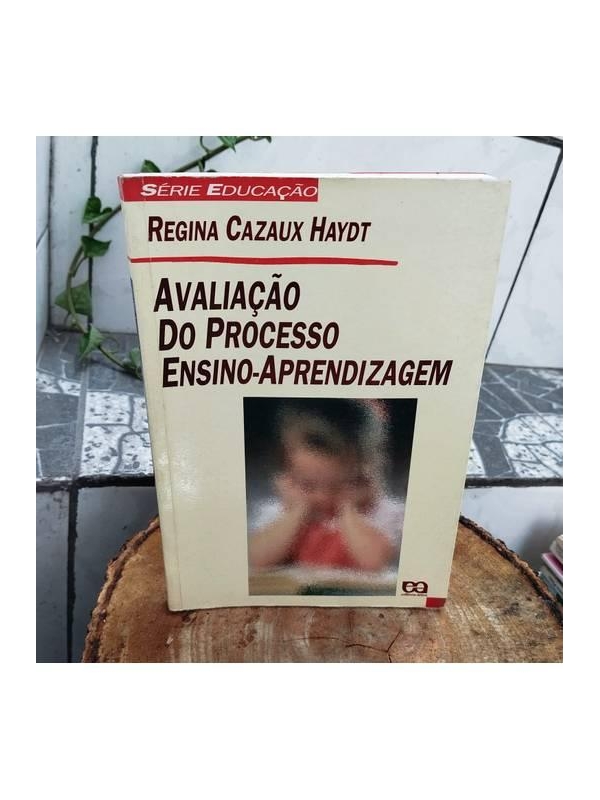 SÉRIE EDUCAÇÃO
REGINA CAZAUX HAYDT
AVALIAÇÃO
DO PROCESSO
ENSINO-APRENDIZAGEM